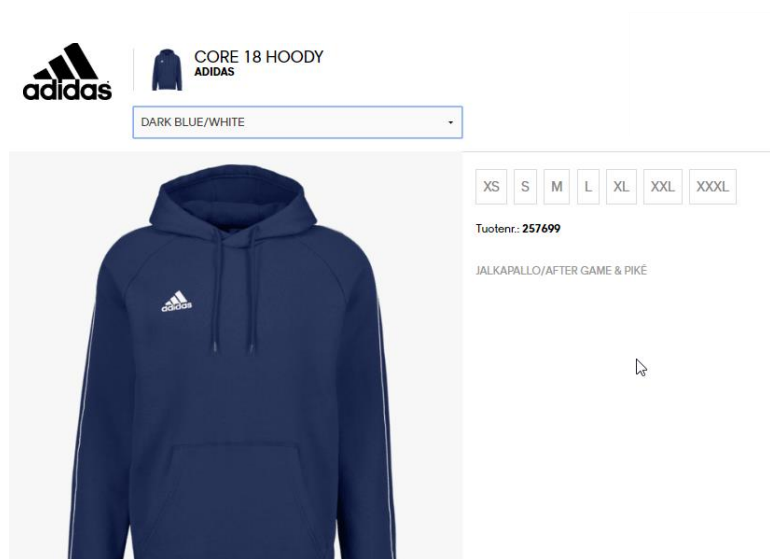 adidas
CORE 18 HOODY
ADIDAS
DARK BLUE/WHITE
XS S M L XL XXL XXXL
Tuotenr.: 257699
JALKAPALLO/AFTER GAME & PIKÉ
adidas